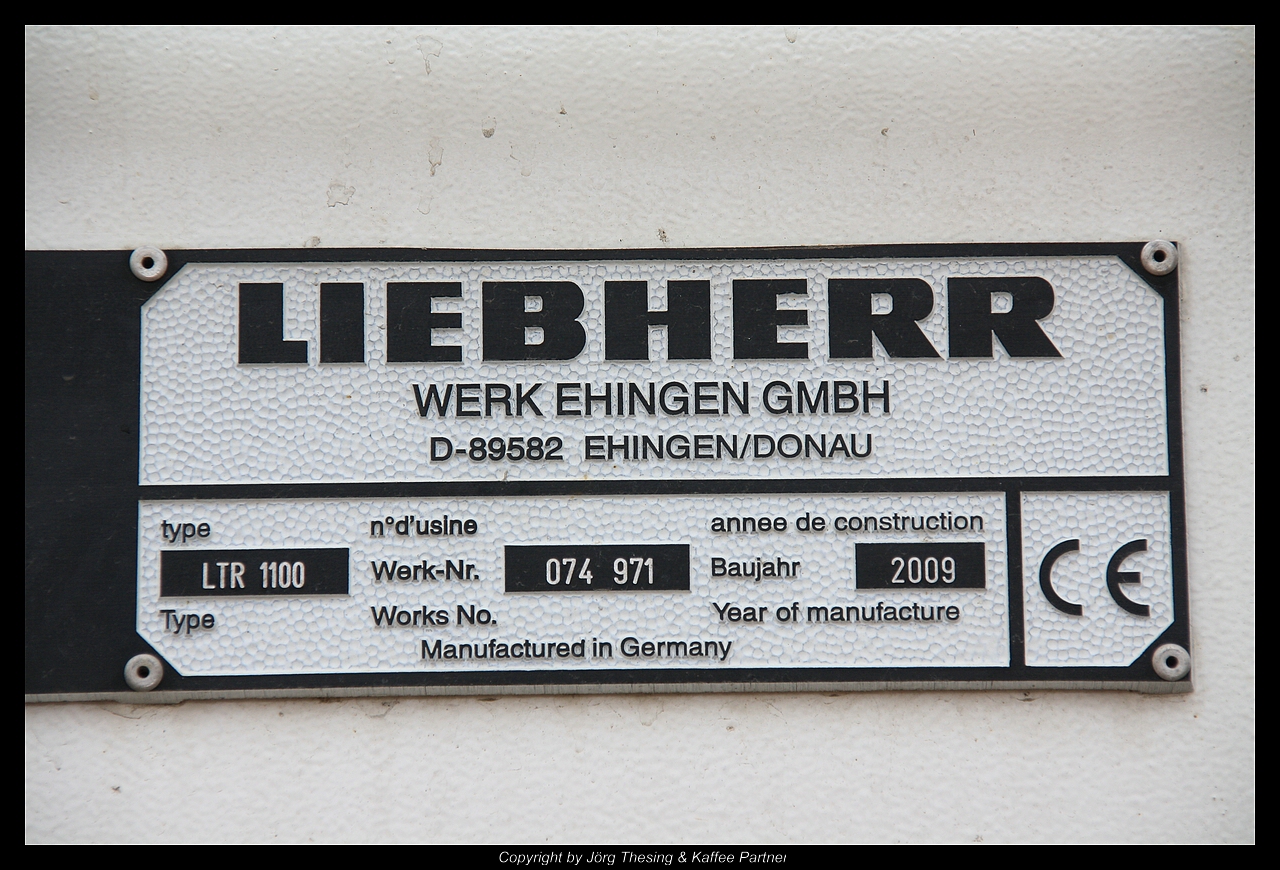 LIEBHERR
WERK EHINGEN GMBH
D-89582 EHINGEN/DONAU
type n°d'usine annee de construction
LTR 1100 Werk-Nr. 074 971 Baujahr 2009
Type Works No. Year of manufacture
Manufactured in Germany
CE
Copyright by Jörg Thesing & Kaffee Partner